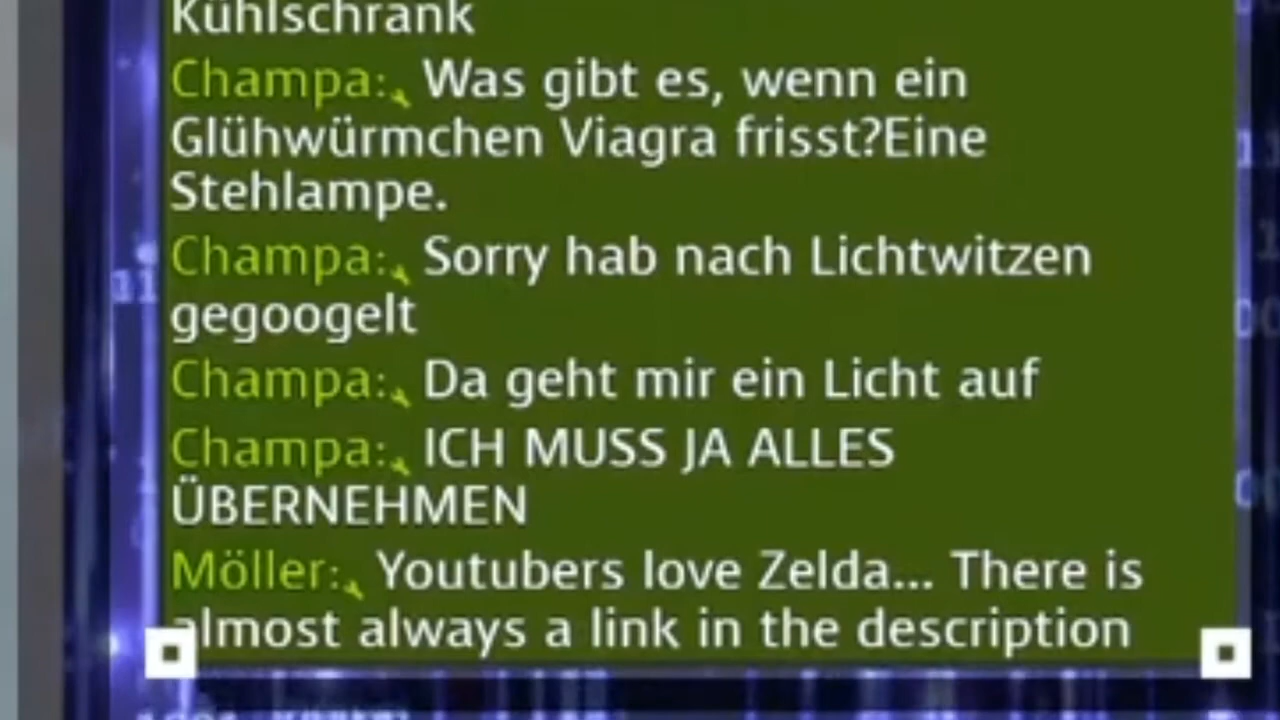 Kühlschrank
Champa: Was gibt es, wenn ein
Glühwürmchen Viagra frisst?Eine
Stehlampe.
Champa: Sorry hab nach Lichtwitzen
gegoogelt
Champa: Da geht mir ein Licht auf
Champa: ICH MUSS JA ALLES
ÜBERNEHMEN
Möller: Youtubers love Zelda... There is
almost always a link in the description